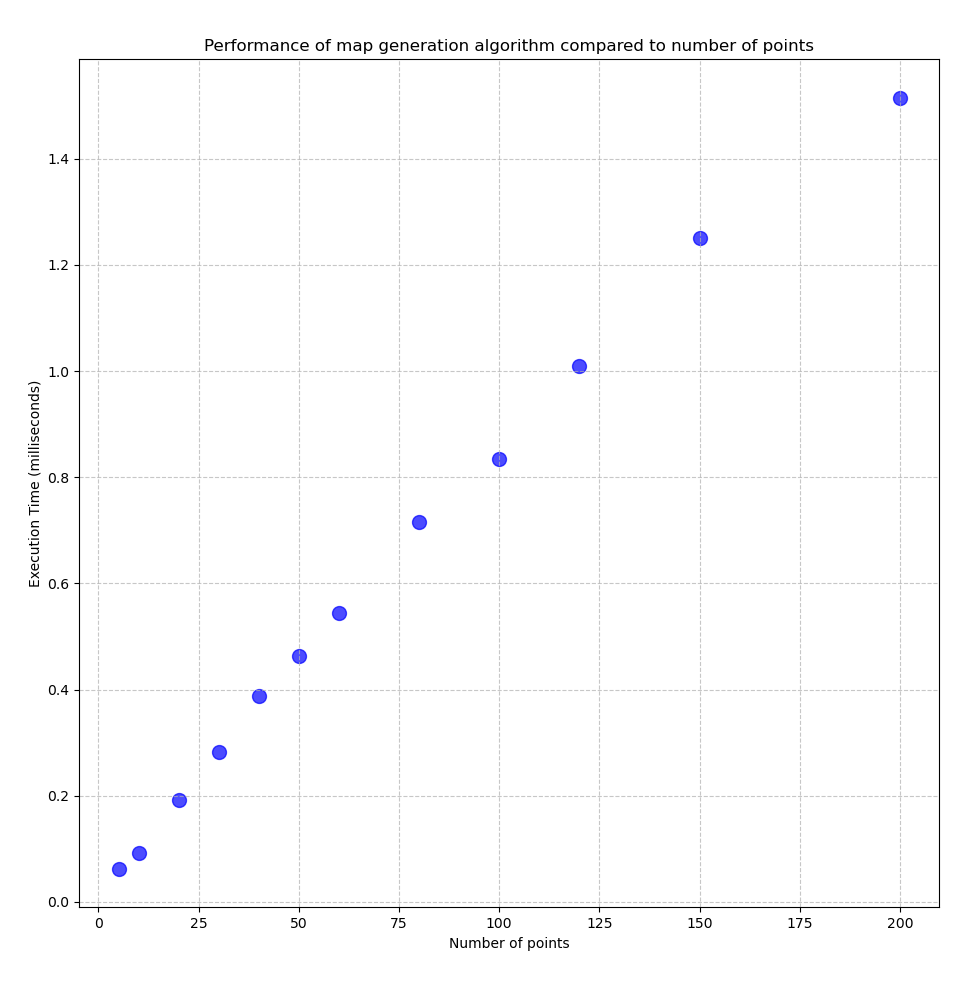 Performance of map generation algorithm compared to number of points
1.4
1.2
1.0
0.8
0.6
0.4
0.2
0.0
Execution Time (milliseconds)
0 25 50 75 100 125 150 175 200
Number of points